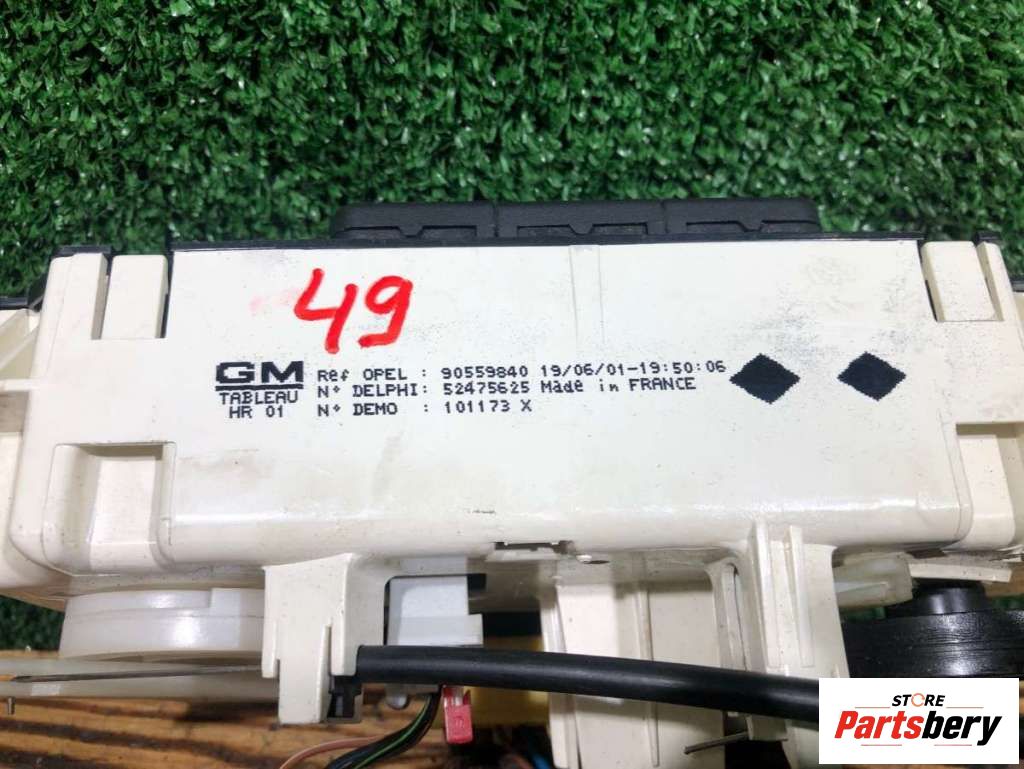 49
GM
TABLEAU
HR 01
Ref OPEL : 90559840 19/06/01-19:50:06
N° DELPHI: 52475625 Made in FRANCE
N° DEMO : 101173 X
STORE
Partsbery